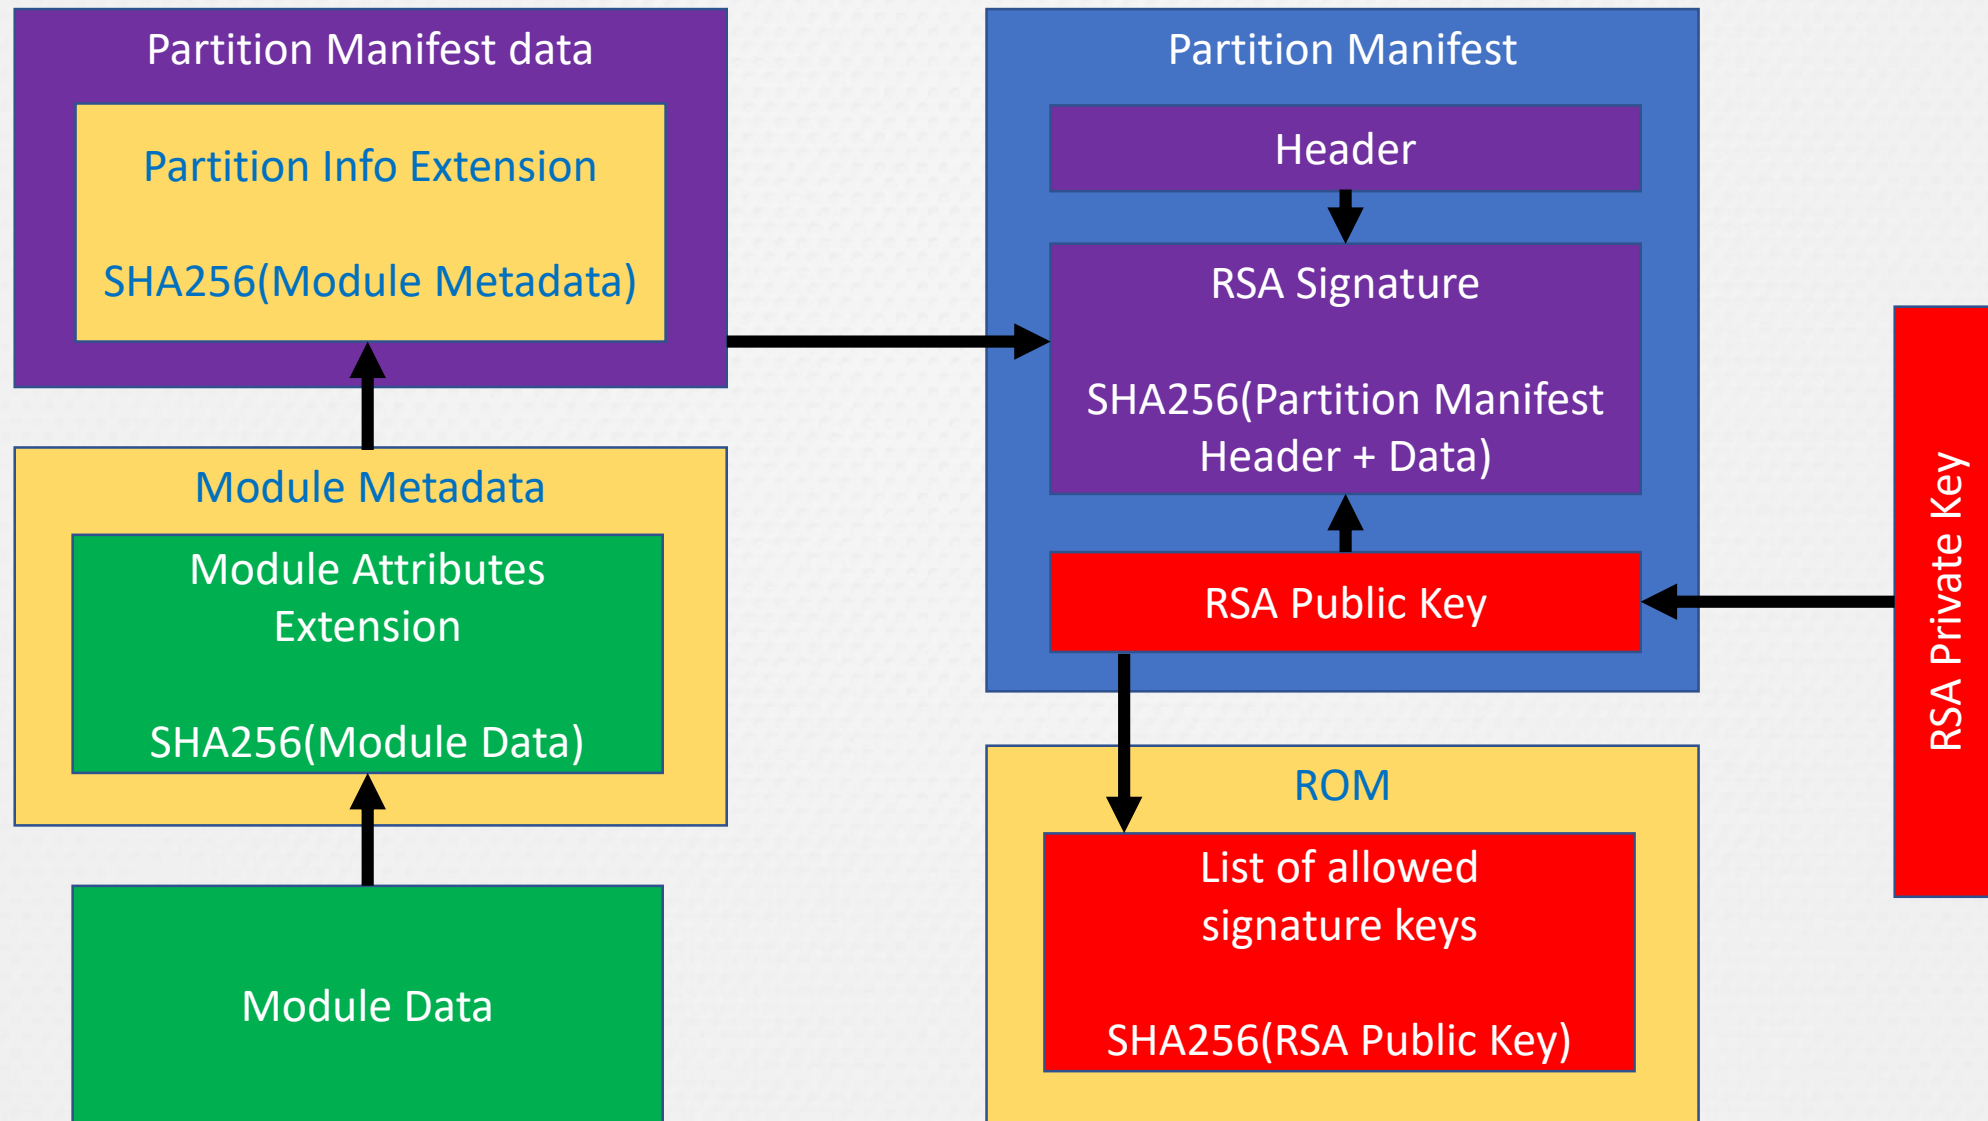 Partition Manifest data
Partition Info Extension
SHA256(Module Metadata)
Module Metadata
Module Attributes
Extension
SHA256(Module Data)
Module Data
Partition Manifest
Header
RSA Signature
SHA256(Partition Manifest
Header + Data)
RSA Public Key
ROM
List of allowed
signature keys
SHA256(RSA Public Key)
RSA Private Key